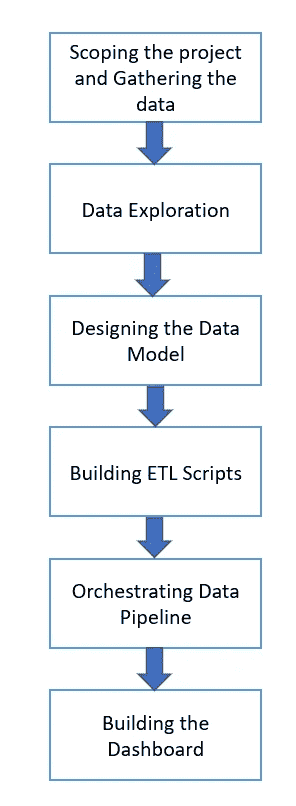 Scoping the project
and Gathering the
data
Data Exploration
Designing the Data
Model
Building ETL Scripts
Orchestrating Data
Pipeline
Building the
Dashboard